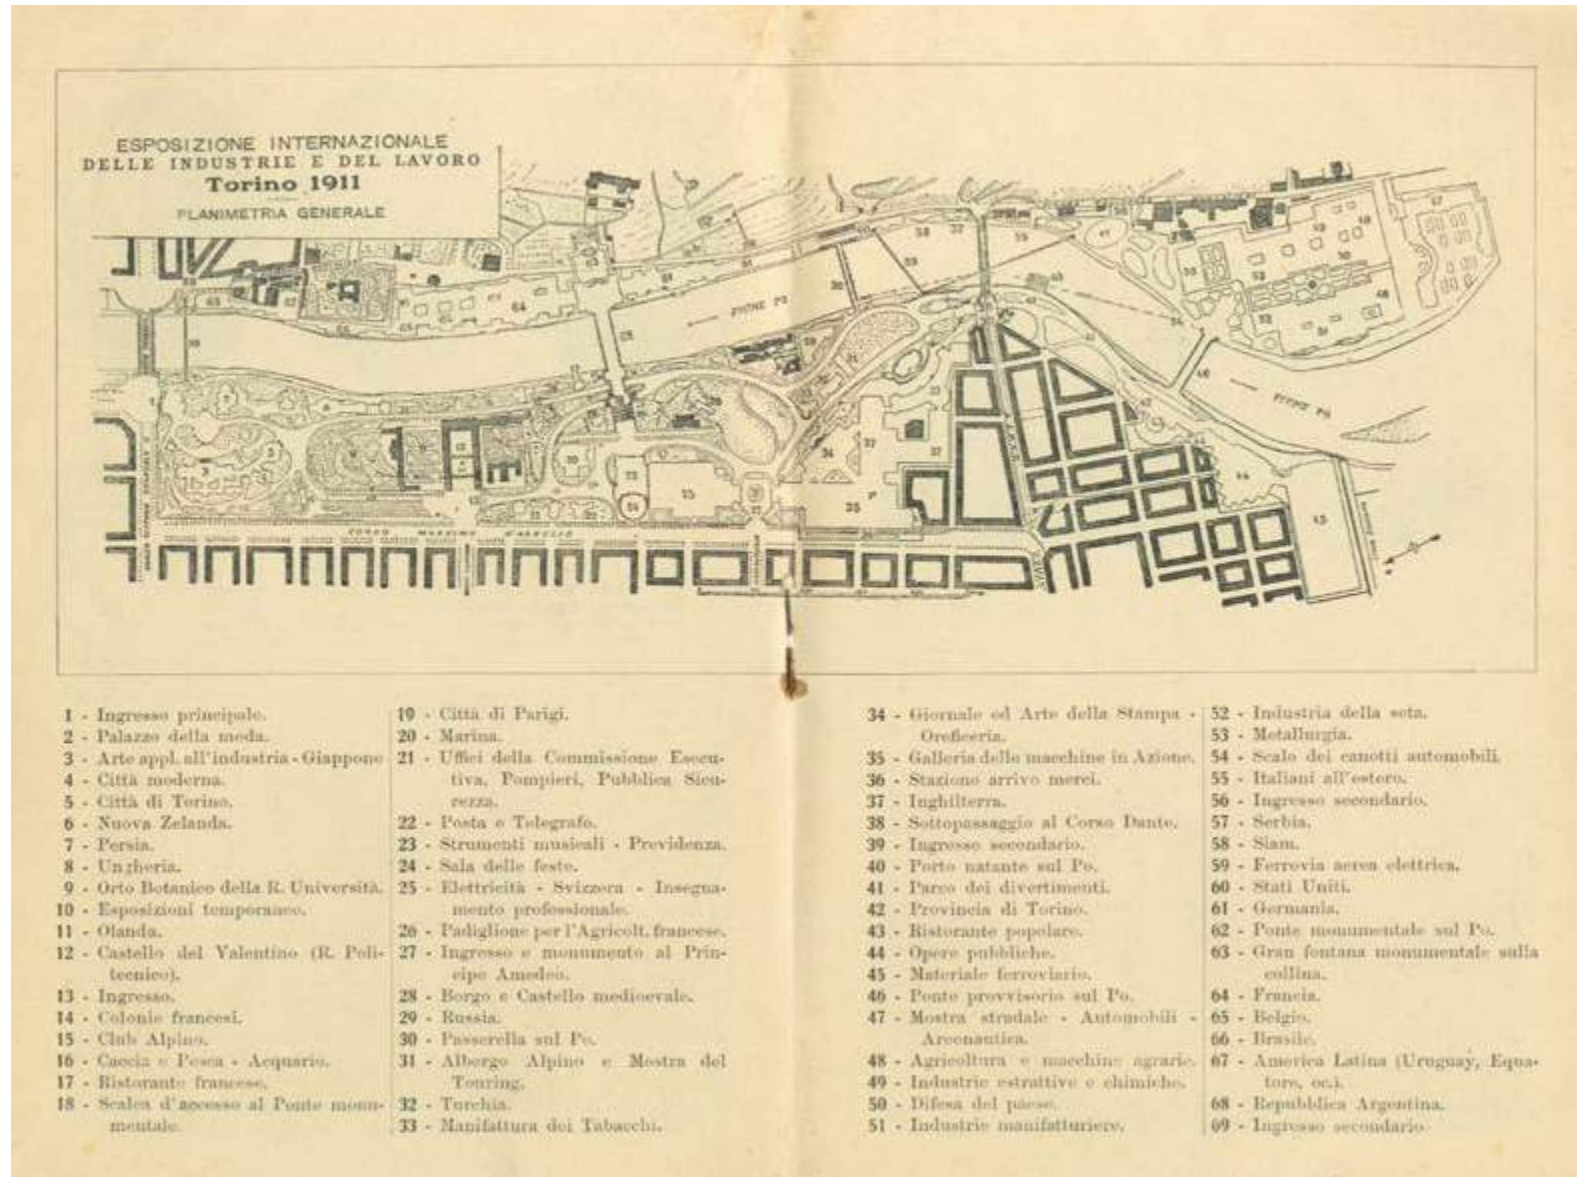 ESPOSIZIONE INTERNAZIONALE
DELLE INDUSTRIE E DEL LAVORO
Torino 1911
PLANIMETRIA GENERALE
FIUME PO
FIUME PO
CORSO MASSIMO D'AZEGLIO
1 - Ingresso principale.
2 - Palazzo della moda.
3 - Arte appl. all'industria - Giappone
4 - Città moderna.
5 - Città di Torino.
6 - Nuova Zelanda.
7 - Persia.
8 - Ungheria.
9 - Orto Botanico della R. Università.
10 - Esposizioni temporanee.
11 - Olanda.
12 - Castello del Valentino (R. Poli-
tecnico).
13 - Ingresso.
14 - Colonie francesi.
15 - Club Alpino.
16 - Caccia e Pesca - Acquario.
17 - Ristorante francese.
18 - Scalea d'accesso al Ponte monu-
mentale.
19 - Città di Parigi.
20 - Marina.
21 - Uffici della Commissione Esecu-
tiva, Pompieri, Pubblica Sicu-
rezza.
22 - Posta e Telegrafo.
23 - Strumenti musicali - Previdenza.
24 - Sala delle feste.
25 - Elettricità - Svizzera - Insegna-
mento professionale.
26 - Padiglione per l'Agricolt. francese.
27 - Ingresso e monumento al Prin-
cipe Amedeo.
28 - Borgo e Castello medioevale.
29 - Russia.
30 - Passerella sul Po.
31 - Albergo Alpino e Mostra del
Touring.
32 - Turchia.
33 - Manifattura dei Tabacchi.
34 - Giornale ed Arte della Stampa -
Oreficeria.
35 - Galleria delle macchine in Azione.
36 - Stazione arrivo merci.
37 - Inghilterra.
38 - Sottopassaggio al Corso Dante.
39 - Ingresso secondario.
40 - Porto natante sul Po.
41 - Parco dei divertimenti.
42 - Provincia di Torino.
43 - Ristorante popolare.
44 - Opere pubbliche.
45 - Materiale ferroviario.
46 - Ponte provvisorio sul Po.
47 - Mostra stradale - Automobili -
Areonautica.
48 - Agricoltura e macchine agrarie.
49 - Industrie estrattive e chimiche.
50 - Difesa del paese.
51 - Industrie manifatturiere.
52 - Industria della seta.
53 - Metallurgia.
54 - Scalo dei canotti automobili.
55 - Italiani all'estero.
56 - Ingresso secondario.
57 - Serbia.
58 - Siam.
59 - Ferrovia aerea elettrica.
60 - Stati Uniti.
61 - Germania.
62 - Ponte monumentale sul Po.
63 - Gran fontana monumentale sulla
collina.
64 - Francia.
65 - Belgio.
66 - Brasile.
67 - America Latina (Uruguay, Equa-
tore, ec.).
68 - Repubblica Argentina.
69 - Ingresso secondario